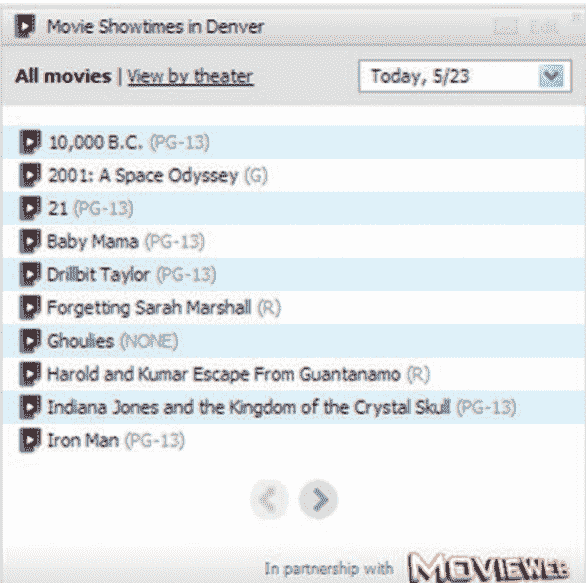 Movie Showtimes in Denver Edit
All movies | View by theater Today, 5/23
10,000 B.C. (PG-13)
2001: A Space Odyssey (G)
21 (PG-13)
Baby Mama (PG-13)
Drillbit Taylor (PG-13)
Forgetting Sarah Marshall (R)
Ghoulies (NONE)
Harold and Kumar Escape From Guantanamo (R)
Indiana Jones and the Kingdom of the Crystal Skull (PG-13)
Iron Man (PG-13)
In partnership with MOVIEWEB